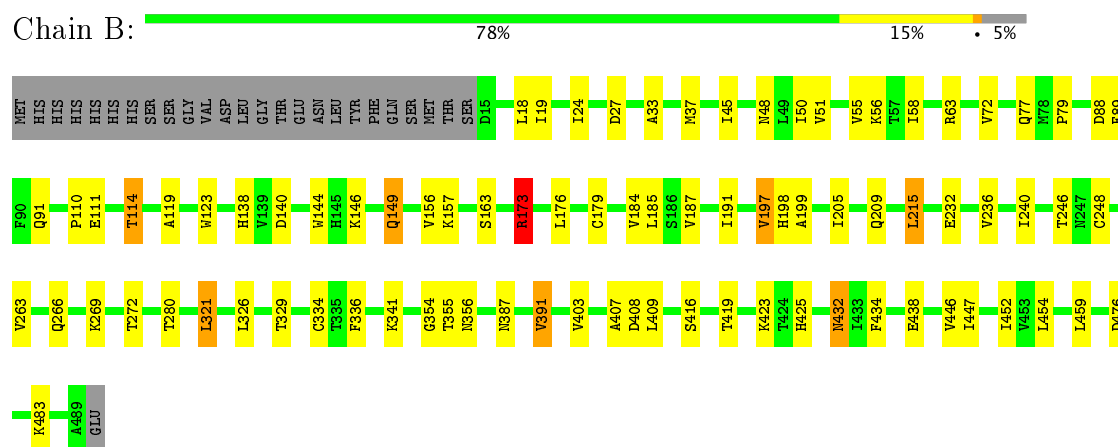 Chain B:
78% 15% • 5%
MET HIS HIS HIS HIS HIS HIS SER SER GLY VAL ASP LEU GLY THR GLU ASN LEU TYR PHE GLN SER MET THR SER D15 L18 I19 I24 D27 A33 M37 I45 N48 L49 I50 V51 V55 K56 T57 I58 R63 V72 Q77 M78 P79 D88 E89
F90 Q91 P110 E111 T114 A119 W123 H138 V139 D140 W144 H145 K146 Q149 V156 K157 S163 R173 L176 C179 V184 L185 S186 V187 I191 V197 H198 A199 I205 Q209 L215 E232 V236 I240 T246 N247 C248
V263 Q266 K269 T272 T280 L321 L326 T329 C334 T335 F336 K341 G354 T355 N356 N387 V391 V403 A407 D408 L409 S416 T419 K423 T424 H425 N432 I433 F434 E438 V446 I447 I452 V453 L454 L459 D476
K483 A489 GLU